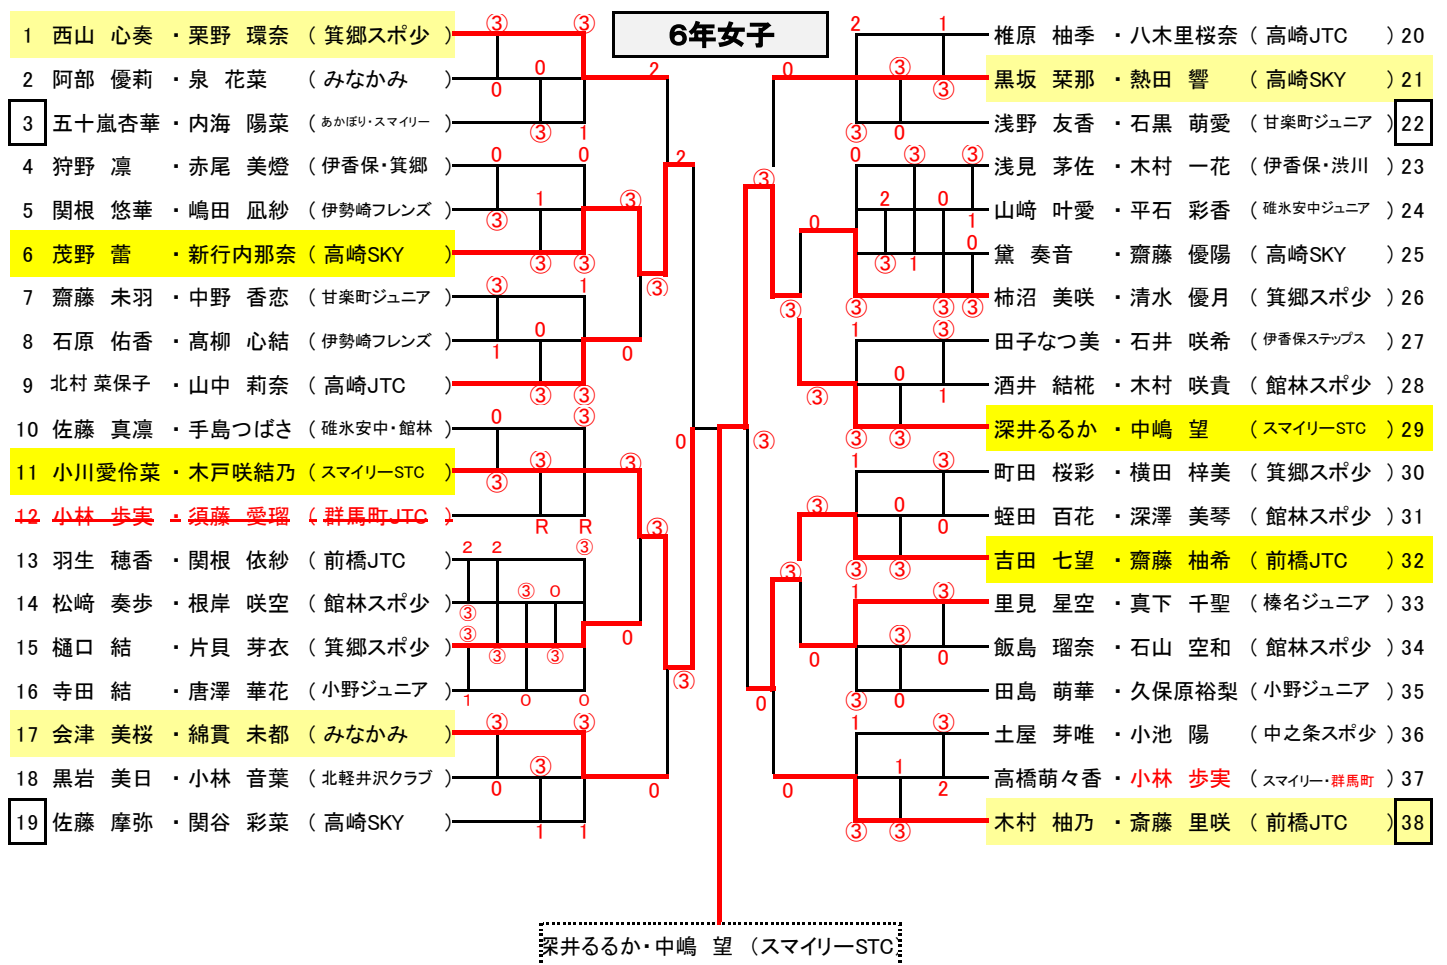 6年女子
1 西山 心奏 ・ 栗野 環奈 ( 箕郷スポ少 )
2 阿部 優莉 ・ 泉 花菜 ( みなかみ )
3 五十嵐杏華 ・ 内海 陽菜 ( あかぼり・スマイリー )
4 狩野 凛 ・ 赤尾 美燈 ( 伊香保・箕郷 )
5 関根 悠華 ・ 嶋田 凪紗 ( 伊勢崎フレンズ )
6 茂野 蕾 ・ 新行内那奈 ( 高崎SKY )
7 齋藤 未羽 ・ 中野 香恋 ( 甘楽町ジュニア )
8 石原 佑香 ・ 髙柳 心結 ( 伊勢崎フレンズ )
9 北村 菜保子 ・ 山中 莉奈 ( 高崎JTC )
10 佐藤 真凛 ・ 手島つばさ ( 碓氷安中・館林 )
11 小川愛伶菜 ・ 木戸咲結乃 ( スマイリーSTC )
12 小林 歩実 ・ 須藤 愛瑠 ( 群馬町JTC )
13 羽生 穂香 ・ 関根 依紗 ( 前橋JTC )
14 松﨑 奏歩 ・ 根岸 咲空 ( 館林スポ少 )
15 樋口 結 ・ 片貝 芽衣 ( 箕郷スポ少 )
16 寺田 結 ・ 唐澤 華花 ( 小野ジュニア )
17 会津 美桜 ・ 綿貫 未都 ( みなかみ )
18 黒岩 美日 ・ 小林 音葉 ( 北軽井沢クラブ )
19 佐藤 摩弥 ・ 関谷 彩菜 ( 高崎SKY )
椎原 柚季 ・ 八木里桜奈 ( 高崎JTC ) 20
黒坂 栞那 ・ 熱田 響 ( 高崎SKY ) 21
浅野 友香 ・ 石黒 萌愛 ( 甘楽町ジュニア ) 22
浅見 茅佐 ・ 木村 一花 ( 伊香保・渋川 ) 23
山﨑 叶愛 ・ 平石 彩香 ( 碓氷安中ジュニア ) 24
黛 奏音 ・ 齋藤 優陽 ( 高崎SKY ) 25
柿沼 美咲 ・ 清水 優月 ( 箕郷スポ少 ) 26
田子なつ美 ・ 石井 咲希 ( 伊香保ステップス ) 27
酒井 結椛 ・ 木村 咲貴 ( 館林スポ少 ) 28
深井るるか ・ 中嶋 望 ( スマイリーSTC ) 29
町田 桜彩 ・ 横田 梓美 ( 箕郷スポ少 ) 30
蛭田 百花 ・ 深澤 美琴 ( 館林スポ少 ) 31
吉田 七望 ・ 齋藤 柚希 ( 前橋JTC ) 32
里見 星空 ・ 真下 千聖 ( 榛名ジュニア ) 33
飯島 瑠奈 ・ 石山 空和 ( 館林スポ少 ) 34
田島 萌華 ・ 久保原裕梨 ( 小野ジュニア ) 35
土屋 芽唯 ・ 小池 陽 ( 中之条スポ少 ) 36
高橋萌々香 ・ 小林 歩実 ( スマイリー・群馬町 ) 37
木村 柚乃 ・ 斎藤 里咲 ( 前橋JTC ) 38
深井るるか・中嶋 望 (スマイリーSTC)